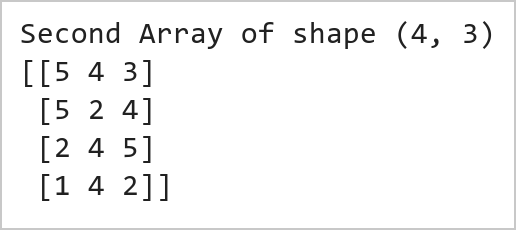 Second Array of shape (4, 3)
[[5 4 3]
 [5 2 4]
 [2 4 5]
 [1 4 2]]